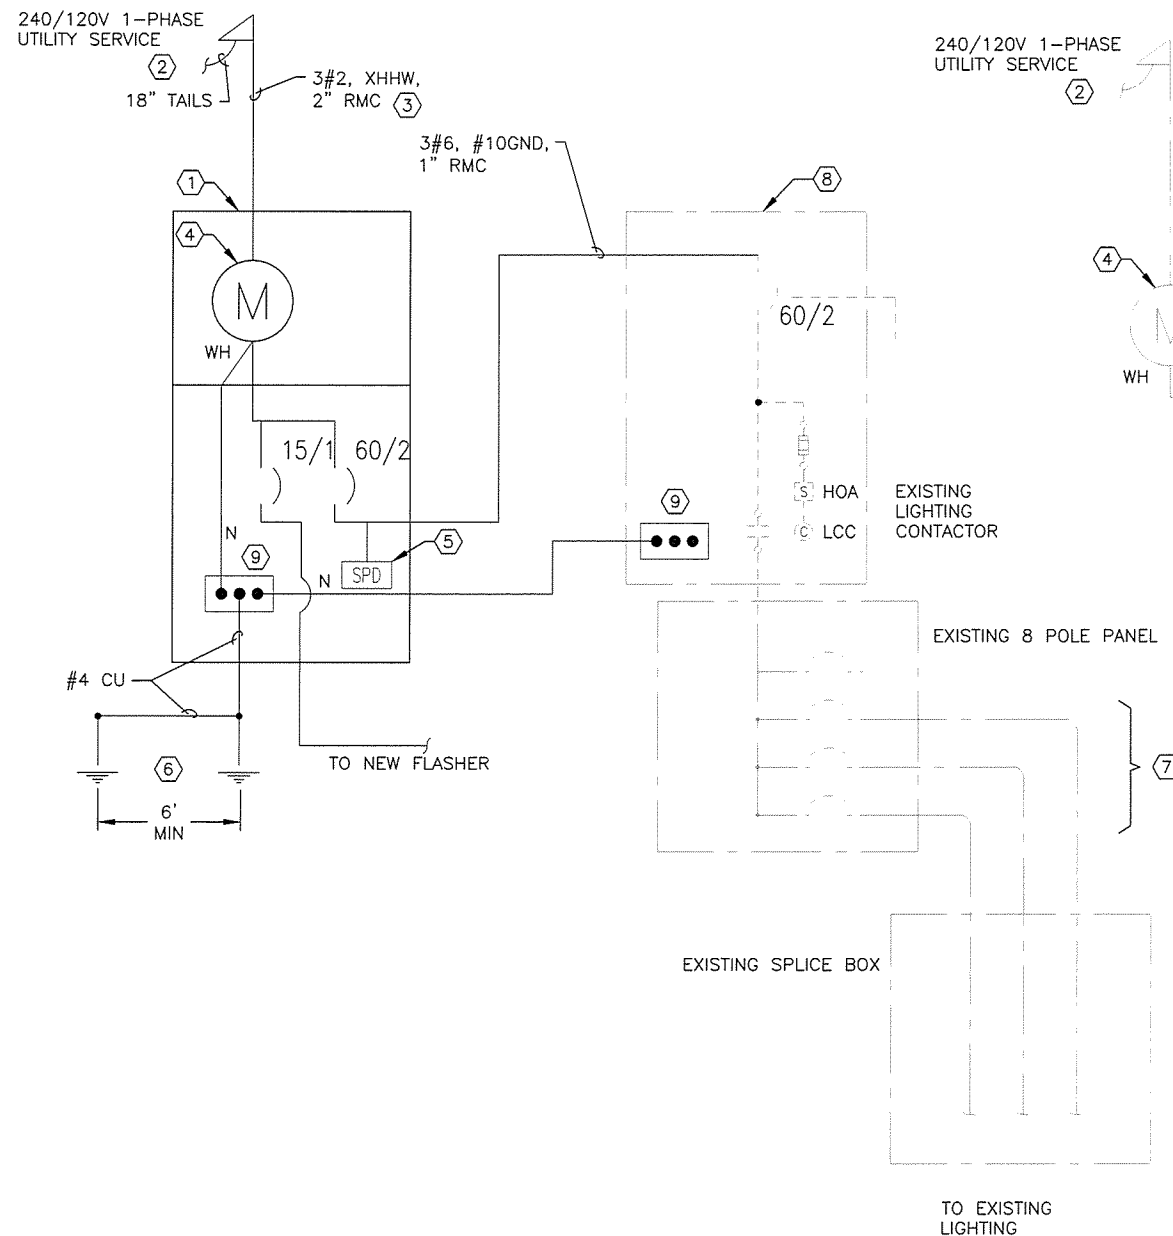 240/120V 1-PHASE
UTILITY SERVICE
2
18" TAILS
3#2, XHHW,
2" RMC 3
3#6, #10GND,
1" RMC
240/120V 1-PHASE
UTILITY SERVICE
2
1
8
4
M
WH
60/2
4
M
WH
15/1
60/2
N
9
5
SPD
N
9
S HOA
C LCC
EXISTING
LIGHTING
CONTACTOR
#4 CU
6
6'
MIN
TO NEW FLASHER
EXISTING 8 POLE PANEL
7
EXISTING SPLICE BOX
TO EXISTING
LIGHTING